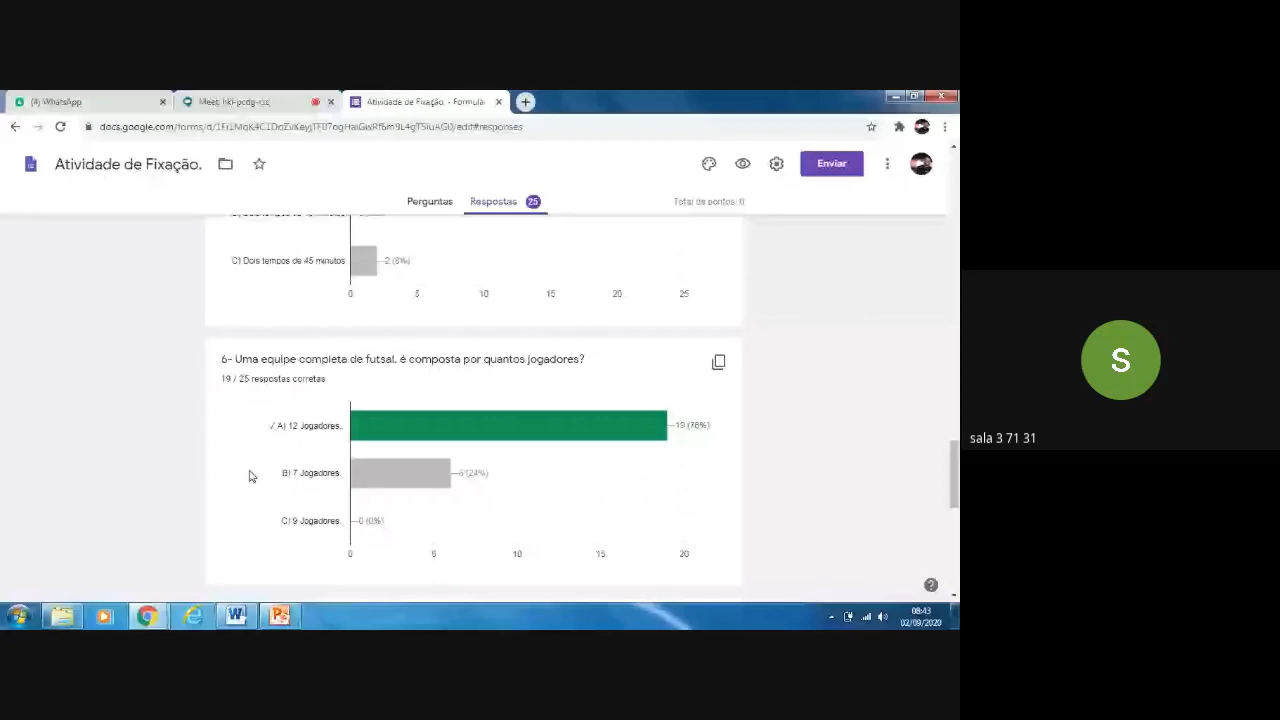 (4) WhatsApp
Atividade de Fixação. - Formulá
Atividade de Fixação.
Enviar
Perguntas
Respostas 25
Total de pontos: 0
C) Dois tempos de 45 minutos
2 (8%)
0 5 10 15 20 25
6- Uma equipe completa de futsal, é composta por quantos jogadores?
19 / 25 respostas corretas
✓ A) 12 Jogadores.
19 (76%)
B) 7 Jogadores.
6 (24%)
C) 9 Jogadores.
0 (0%)
0 5 10 15 20
08:43
02/09/2020
S
sala 3 71 31